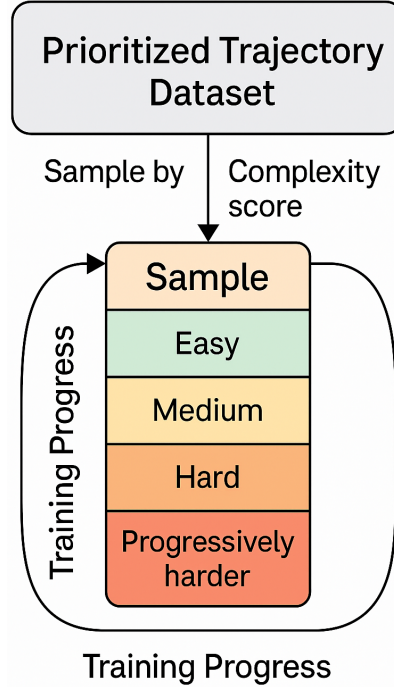 Prioritized Trajectory
Dataset
Sample by
Complexity
score
Sample
Easy
Medium
Hard
Progressively
harder
Training Progress
Training Progress